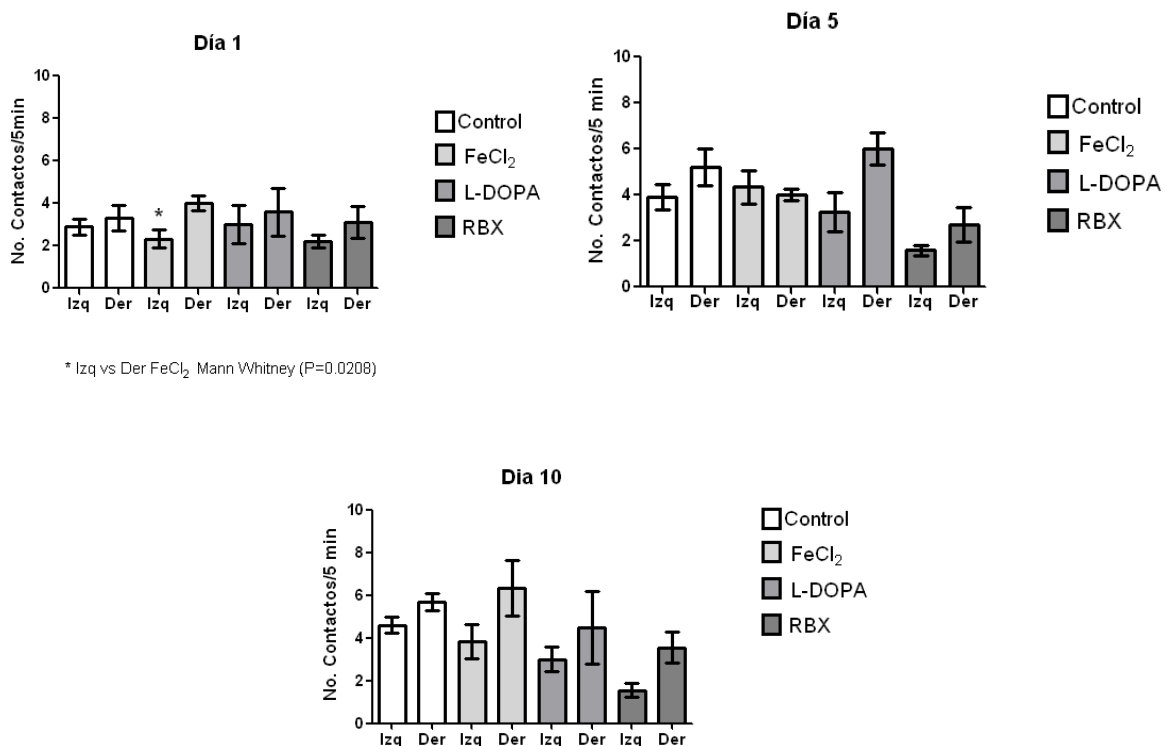 Día 1
No. Contactos/5min
10
8
6
4
2
0
*
Izq Der Izq Der Izq Der Izq Der
Control
FeCl₂
L-DOPA
RBX
* Izq vs Der FeCl₂ Mann Whitney (P=0.0208)
Día 5
No. Contactos/5 min
10
8
6
4
2
0
Izq Der Izq Der Izq Der Izq Der
Control
FeCl₂
L-DOPA
RBX
Dia 10
No. Contactos/5 min
10
8
6
4
2
0
Izq Der Izq Der Izq Der Izq Der
Control
FeCl₂
L-DOPA
RBX